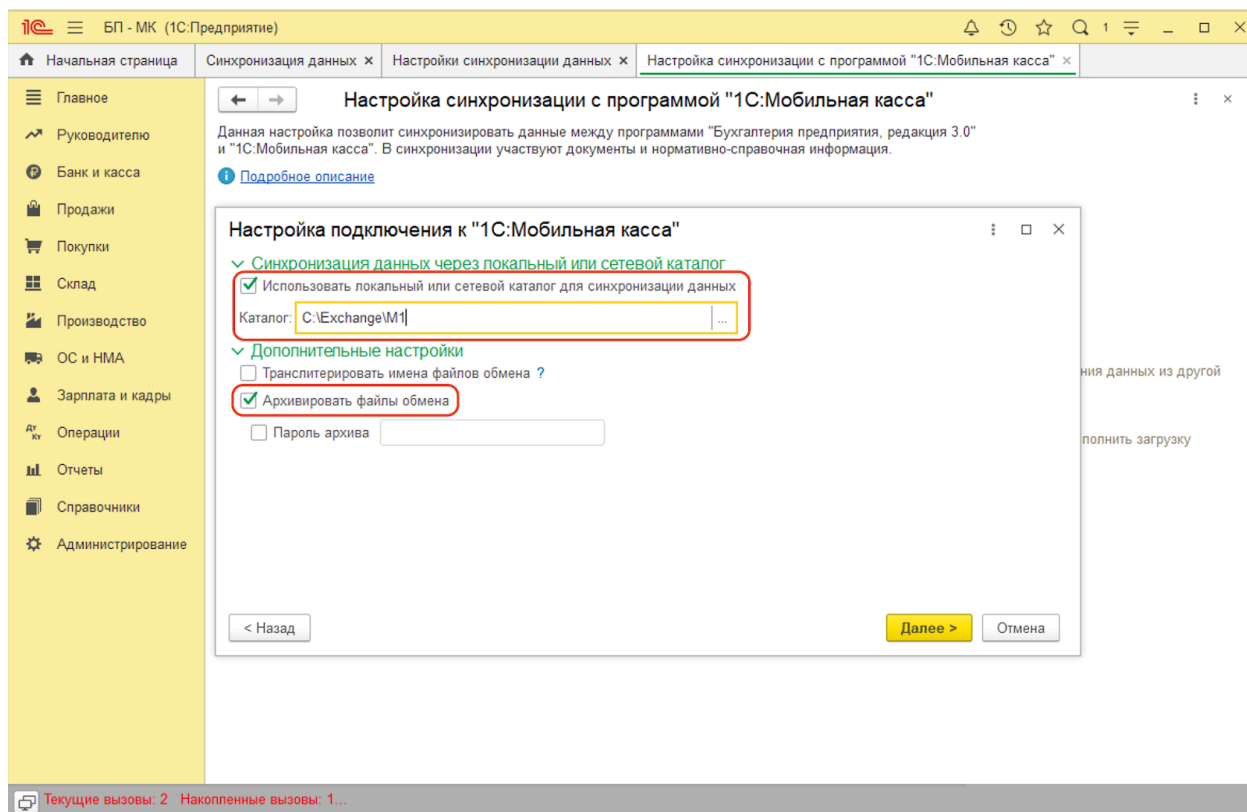 1С БП - МК (1С:Предприятие) 1
Начальная страница Синхронизация данных × Настройки синхронизации данных × Настройка синхронизации с программой "1С:Мобильная касса" ×
Главное
Руководителю
Банк и касса
Продажи
Покупки
Склад
Производство
ОС и НМА
Зарплата и кадры
Дт Кт Операции
Отчеты
Справочники
Администрирование
Настройка синхронизации с программой "1С:Мобильная касса"
Данная настройка позволит синхронизировать данные между программами "Бухгалтерия предприятия, редакция 3.0"
и "1С:Мобильная касса". В синхронизации участвуют документы и нормативно-справочная информация.
Подробное описание
Настройка подключения к "1С:Мобильная касса"
Синхронизация данных через локальный или сетевой каталог
Использовать локальный или сетевой каталог для синхронизации данных
Каталог: C:\Exchange\M1 ...
Дополнительные настройки
Транслитерировать имена файлов обмена ?
Архивировать файлы обмена
Пароль архива
ния данных из другой
полнить загрузку
< Назад Далее > Отмена
Текущие вызовы: 2 Накопленные вызовы: 1...